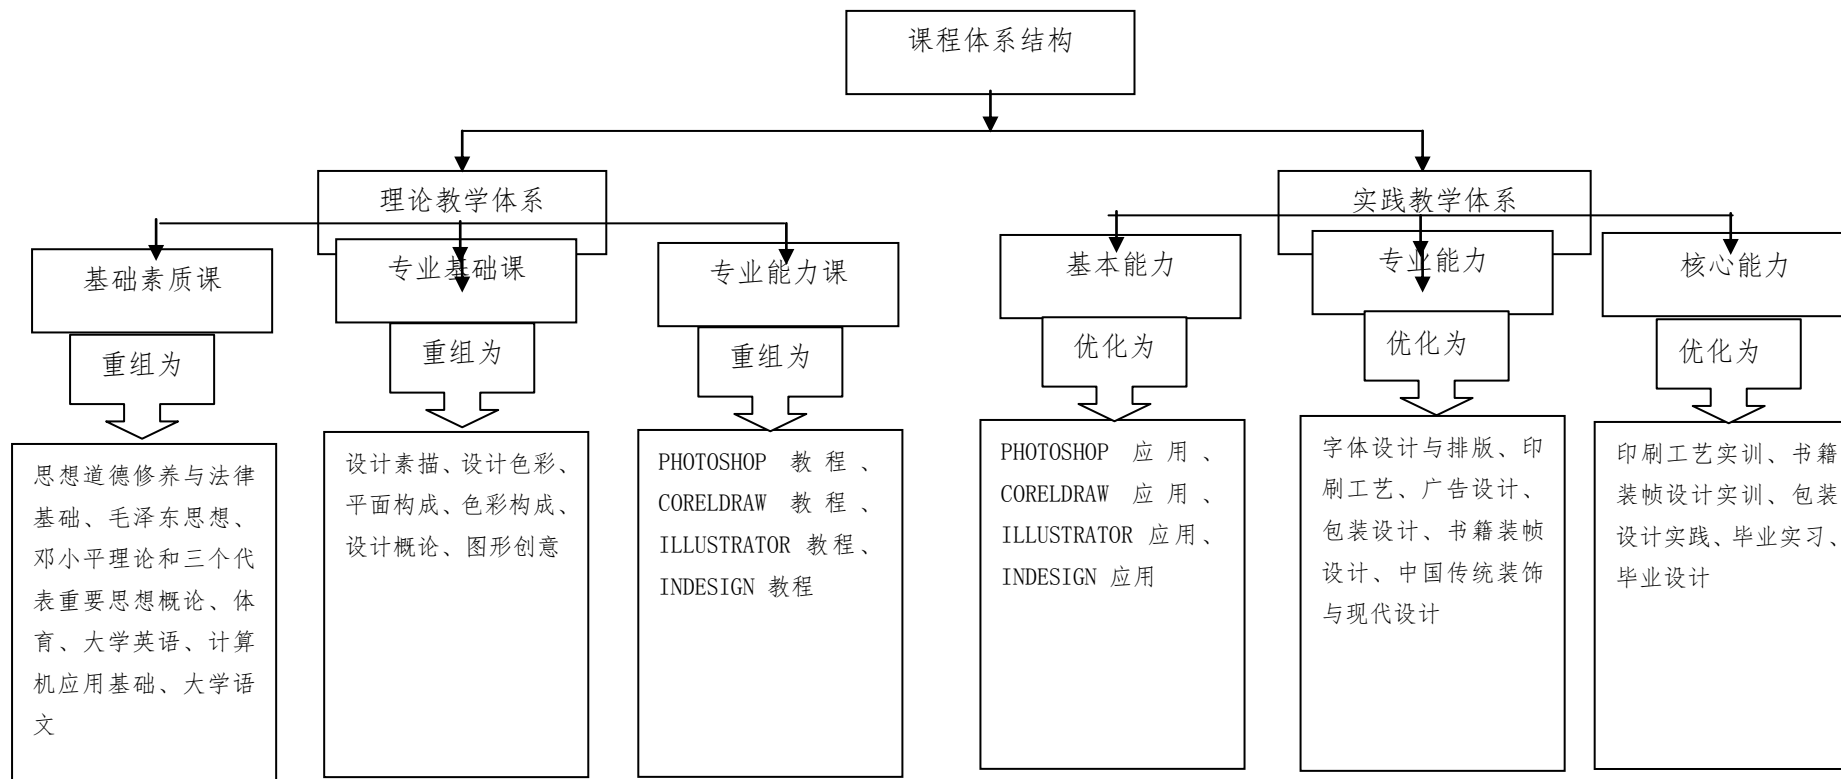 课程体系结构
理论教学体系
实践教学体系
基础素质课
专业基础课
专业能力课
基本能力
专业能力
核心能力
重组为
重组为
重组为
优化为
优化为
优化为
思想道德修养与法律
基础、毛泽东思想、
邓小平理论和三个代
表重要思想概论、体
育、大学英语、计算
机应用基础、大学语
文
设计素描、设计色彩、
平面构成、色彩构成、
设计概论、图形创意
PHOTOSHOP 教程、
CORELDRAW 教程、
ILLUSTRATOR 教程、
INDESIGN 教程
PHOTOSHOP 应用、
CORELDRAW 应用、
ILLUSTRATOR 应用、
INDESIGN 应用
字体设计与排版、印
刷工艺、广告设计、
包装设计、书籍装帧
设计、中国传统装饰
与现代设计
印刷工艺实训、书籍
装帧设计实训、包装
设计实践、毕业实习、
毕业设计